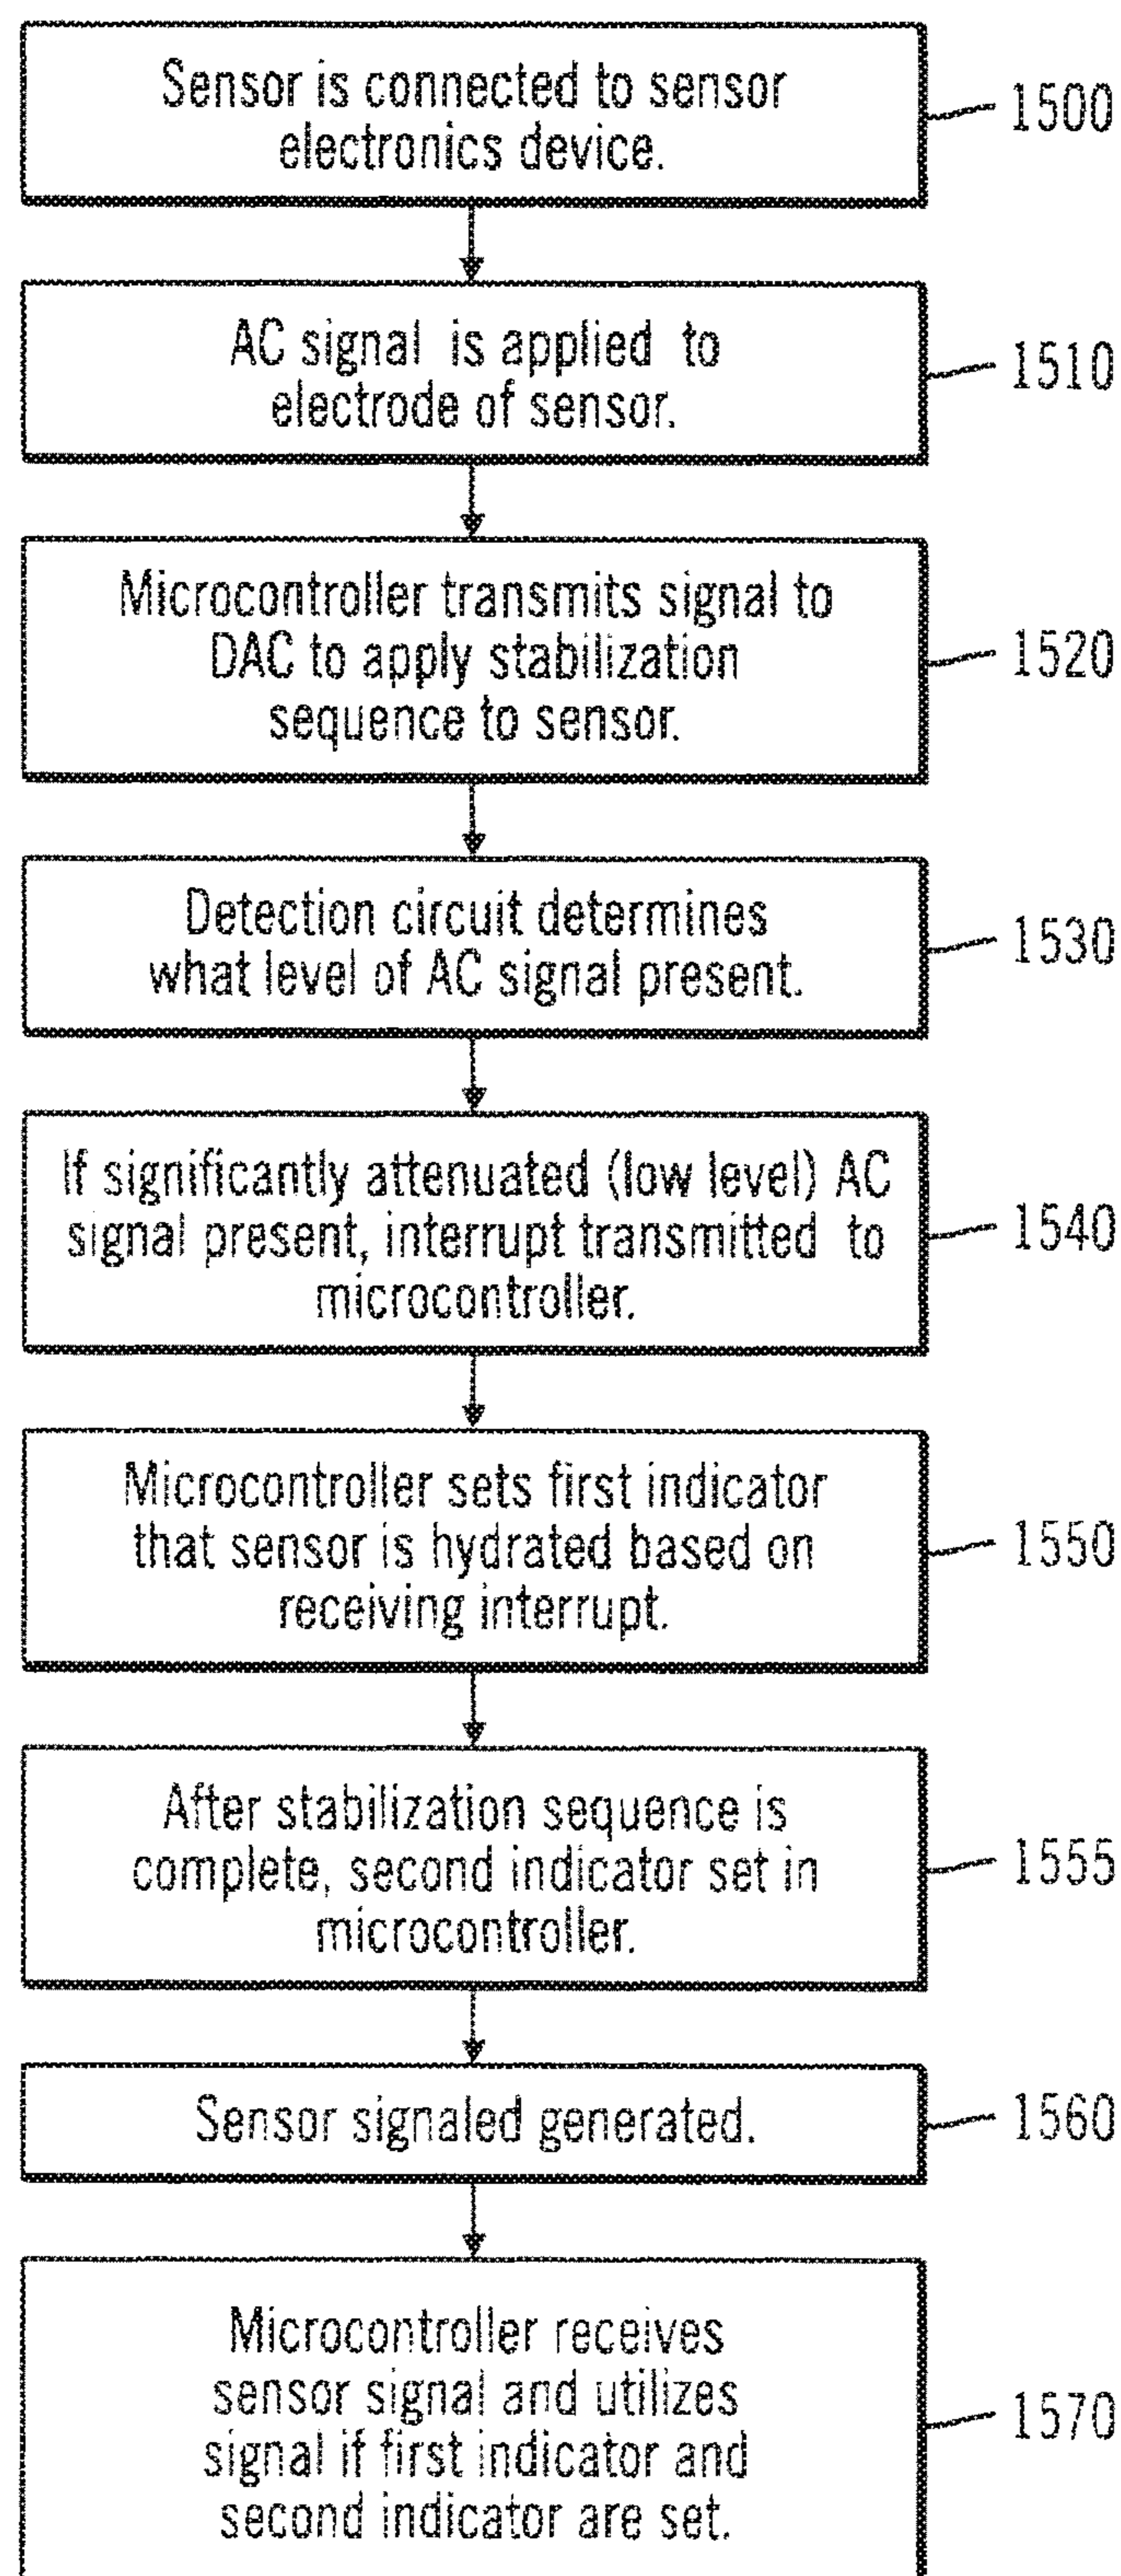 Sensor is connected to sensor
electronics device.
1500
AC signal is applied to
electrode of sensor.
1510
Microcontroller transmits signal to
DAC to apply stabilization
sequence to sensor.
1520
Detection circuit determines
what level of AC signal present.
1530
If significantly attenuated (low level) AC
signal present, interrupt transmitted to
microcontroller.
1540
Microcontroller sets first indicator
that sensor is hydrated based on
receiving interrupt.
1550
After stabilization sequence is
complete, second indicator set in
microcontroller.
1555
Sensor signaled generated.
1560
Microcontroller receives
sensor signal and utilizes
signal if first indicator and
second indicator are set.
1570